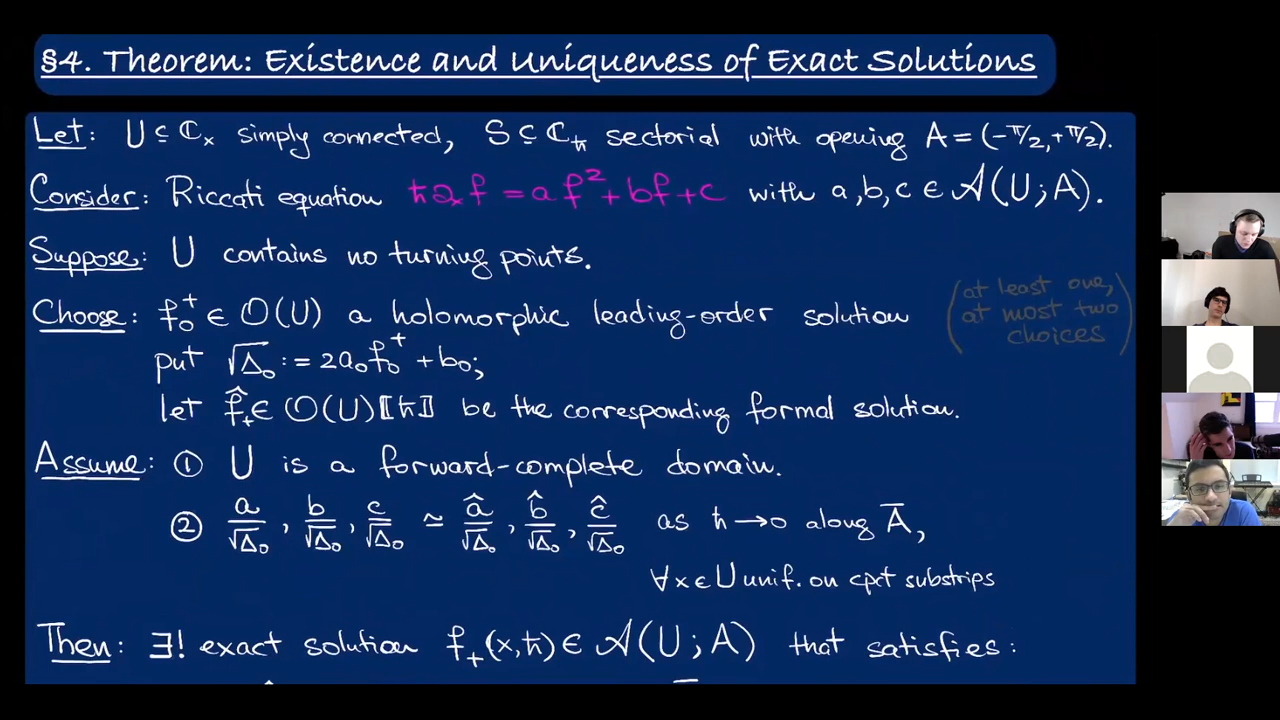 §4. Theorem: Existence and Uniqueness of Exact Solutions
Let: U ⊆ ℂₓ simply connected, S ⊆ ℂ_ħ sectorial with opening A = (-π/2, +π/2).
Consider: Riccati equation ħ∂ₓf = af² + bf + c with a, b, c ∈ 𝒜(U; A).
Suppose: U contains no turning points.
Choose: f₀⁺ ∈ 𝒪(U) a holomorphic leading-order solution
(at least one, at most two choices)
put √Δ₀ := 2a₀f₀⁺ + b₀;
let f̂₊ ∈ 𝒪(U)⟦ħ⟧ be the corresponding formal solution.
Assume: ① U is a forward-complete domain.
② a/√Δ₀, b/√Δ₀, c/√Δ₀ ≃ â/√Δ₀, b̂/√Δ₀, ĉ/√Δ₀ as ħ → 0 along Ā,
∀x ∈ U unif. on cpct substrips
Then: ∃! exact solution f₊(x, ħ) ∈ 𝒜(U; A) that satisfies: